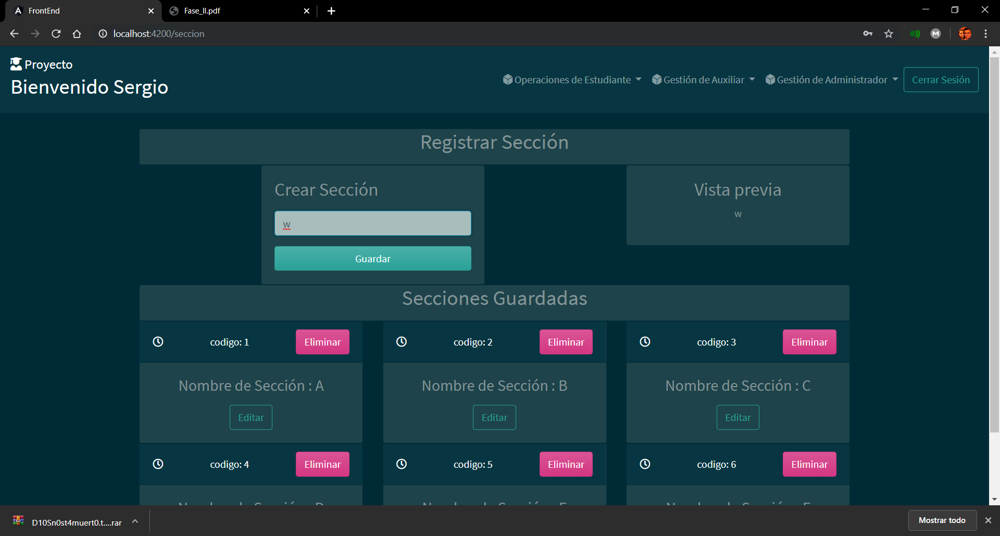 FrontEnd
Fase_II.pdf
localhost:4200/seccion
Proyecto
Bienvenido Sergio
Operaciones de Estudiante
Gestión de Auxiliar
Gestión de Administrador
Cerrar Sesión
Registrar Sección
Crear Sección
w
Guardar
Vista previa
w
Secciones Guardadas
codigo: 1
Eliminar
codigo: 2
Eliminar
codigo: 3
Eliminar
Nombre de Sección : A
Editar
Nombre de Sección : B
Editar
Nombre de Sección : C
Editar
codigo: 4
Eliminar
codigo: 5
Eliminar
codigo: 6
Eliminar
D10Sn0st4muert0.t....rar
Mostrar todo